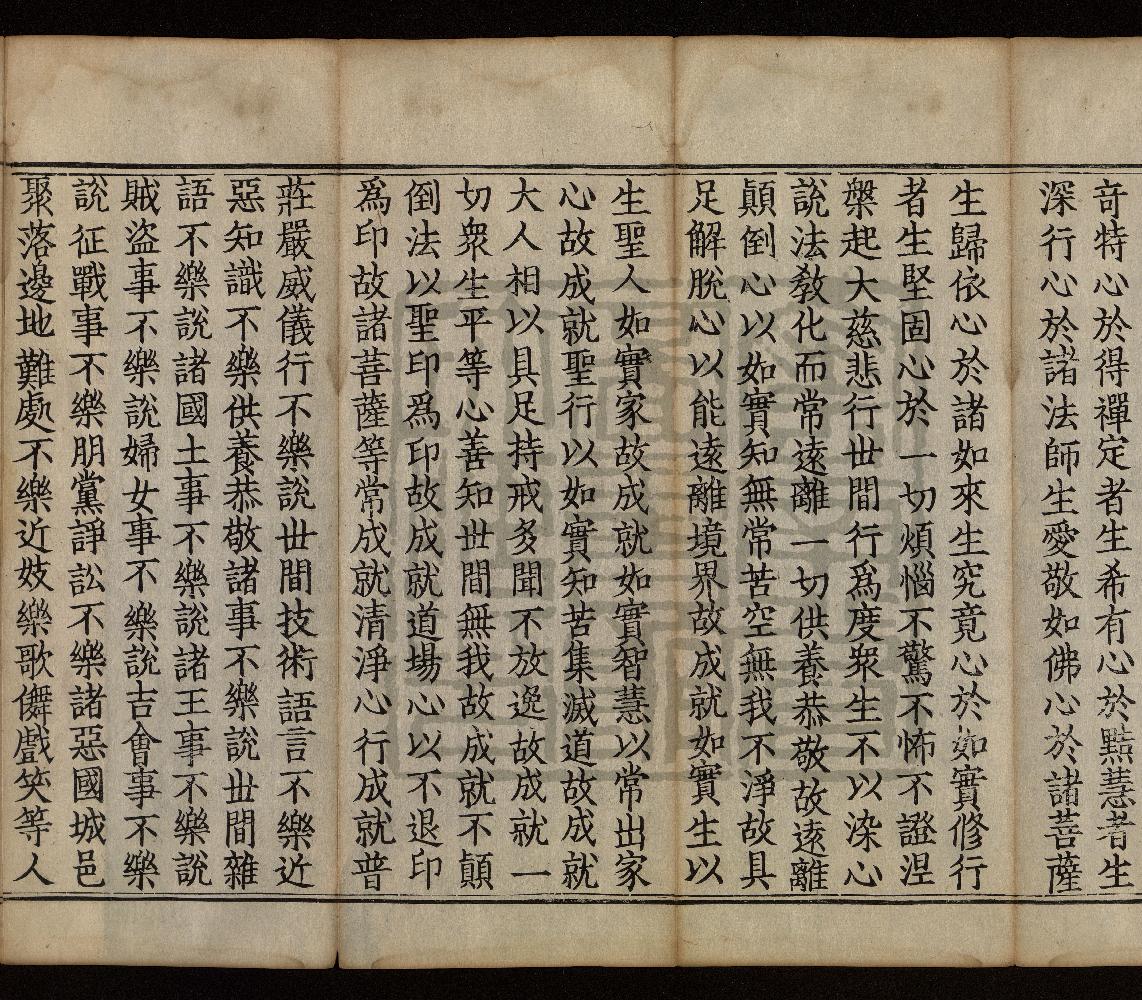 竒特心於得禪定者生希有心於黠慧者生
深行心於諸法師生愛敬如佛心於諸菩薩
生歸依心於諸如來生究竟心於如實修行
者生堅固心於一切煩惱不驚不怖不證涅
槃起大慈悲行世間行為度衆生不以染心
說法教化而常遠離一切供養恭敬故遠離
顛倒心以如實知無常苦空無我不淨故具
足解脫心以能遠離境界故成就如實生以
生聖人如實家故成就如實智慧以常出家
心故成就聖行以如實知苦集滅道故成就
大人相以具足持戒多聞不放逸故成就一
切衆生平等心善知世間無我故成就不顛
倒法以聖印為印故成就道場心以不退印
為印故諸菩薩等常成就清淨心行成就普
莊嚴威儀行不樂說世間技術語言不樂近
惡知識不樂供養恭敬諸事不樂說世間雜
語不樂說諸國土事不樂說諸王事不樂說
賊盜事不樂說婦女事不樂說古會事不樂
說征戰事不樂朋黨諍訟不樂諸惡國城邑
聚落邊地難處不樂近妓樂歌儛戲笑等人